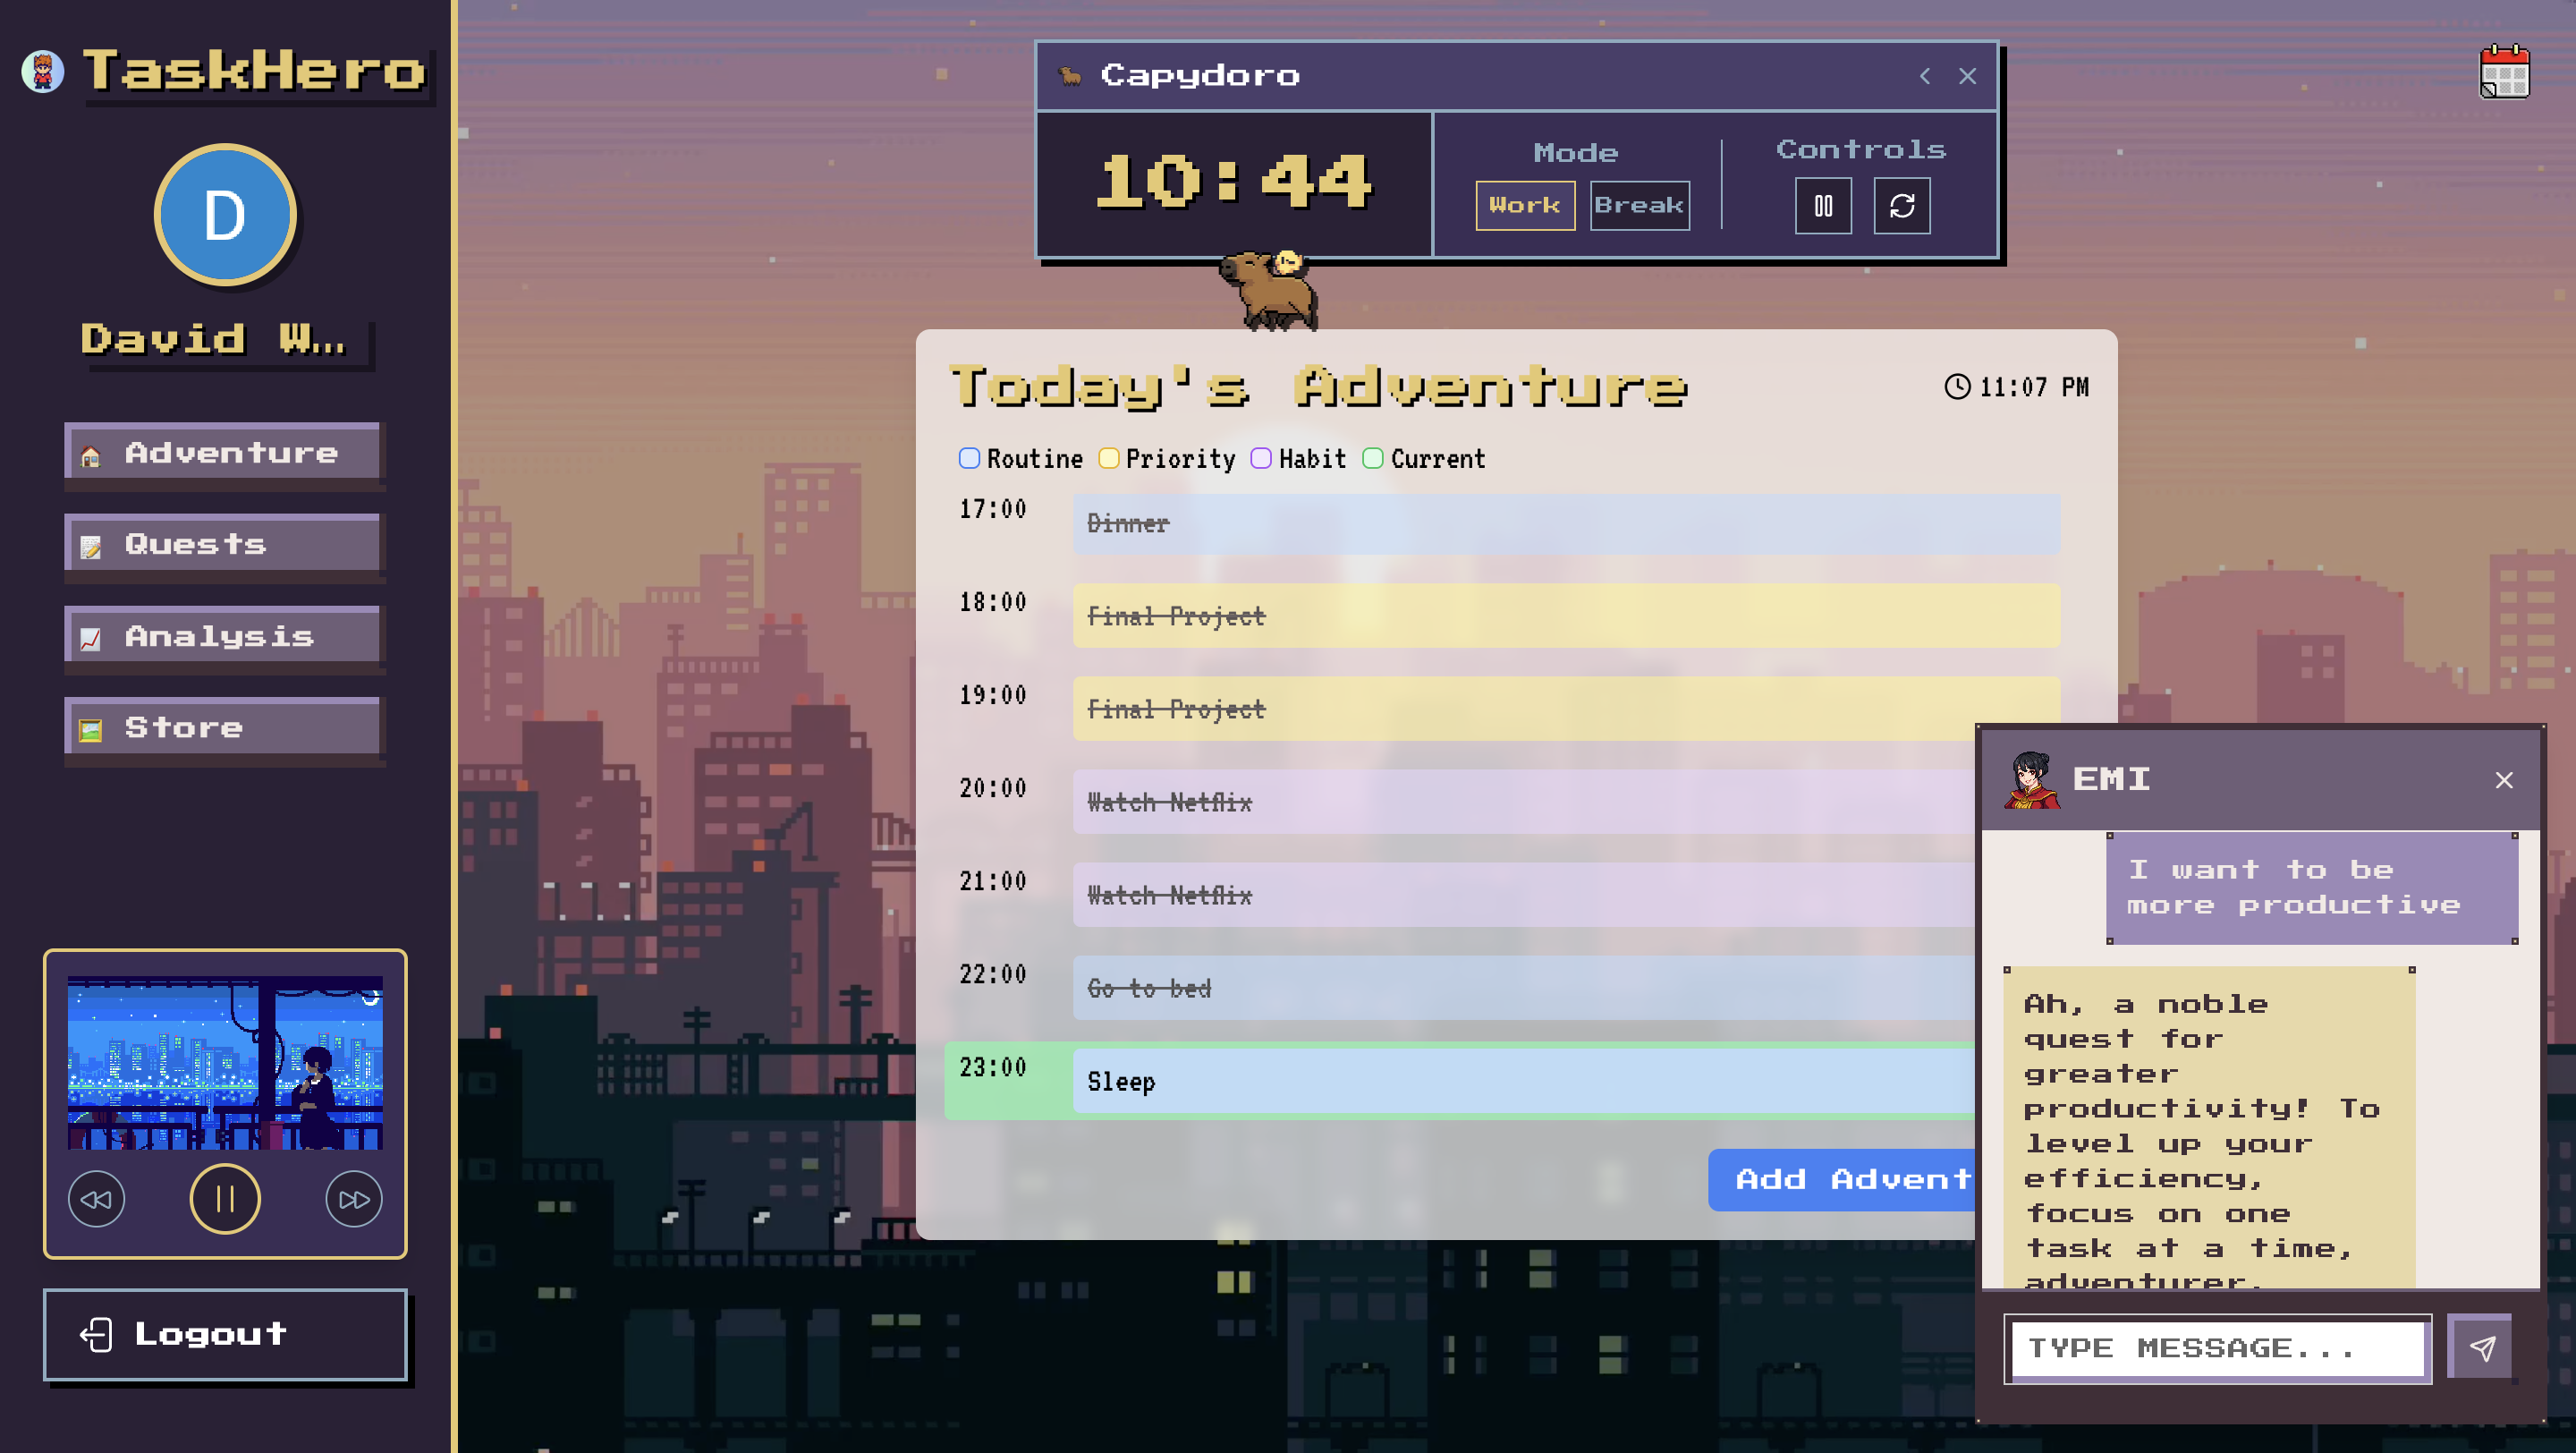 TaskHero
D
David W...
Adventure
Quests
Analysis
Store
Logout
Capydoro
10:44
Mode
Work Break
Controls
Today's Adventure
11:07 PM
Routine Priority Habit Current
17:00 Dinner
18:00 Final Project
19:00 Final Project
20:00 Watch Netflix
21:00 Watch Netflix
22:00 Go to bed
23:00 Sleep
Add Advent
EMI
I want to be
more productive
Ah, a noble
quest for
greater
productivity! To
level up your
efficiency,
focus on one
task at a time,
adventurer.
TYPE MESSAGE...